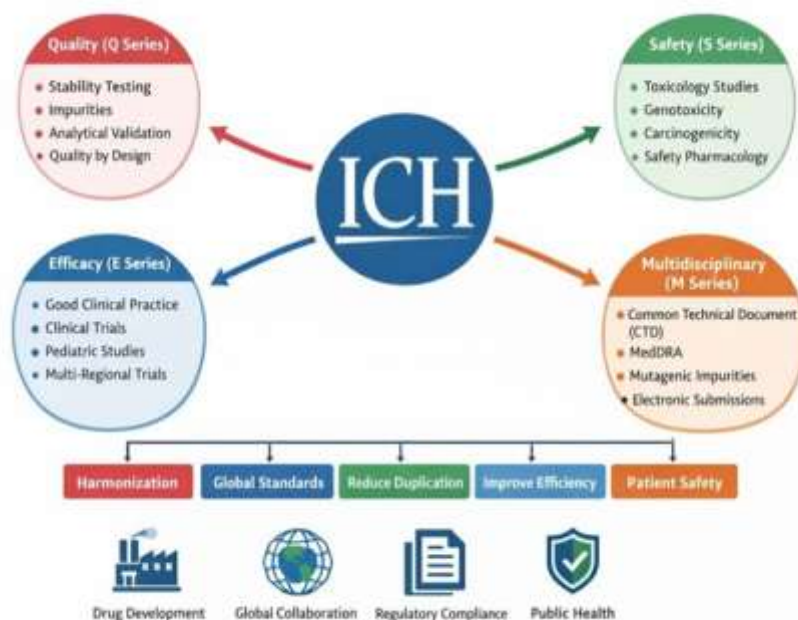 Quality (Q Series)
• Stability Testing
• Impurities
• Analytical Validation
• Quality by Design
Safety (S Series)
• Toxicology Studies
• Genotoxicity
• Carcinogenicity
• Safety Pharmacology
ICH
Efficacy (E Series)
• Good Clinical Practice
• Clinical Trials
• Pediatric Studies
• Multi-Regional Trials
Multidisciplinary
(M Series)
• Common Technical Document
(CTD)
• MedDRA
• Mutagenic Impurities
• Electronic Submissions
Harmonization
Global Standards
Reduce Duplication
Improve Efficiency
Patient Safety
Drug Development
Global Collaboration
Regulatory Compliance
Public Health